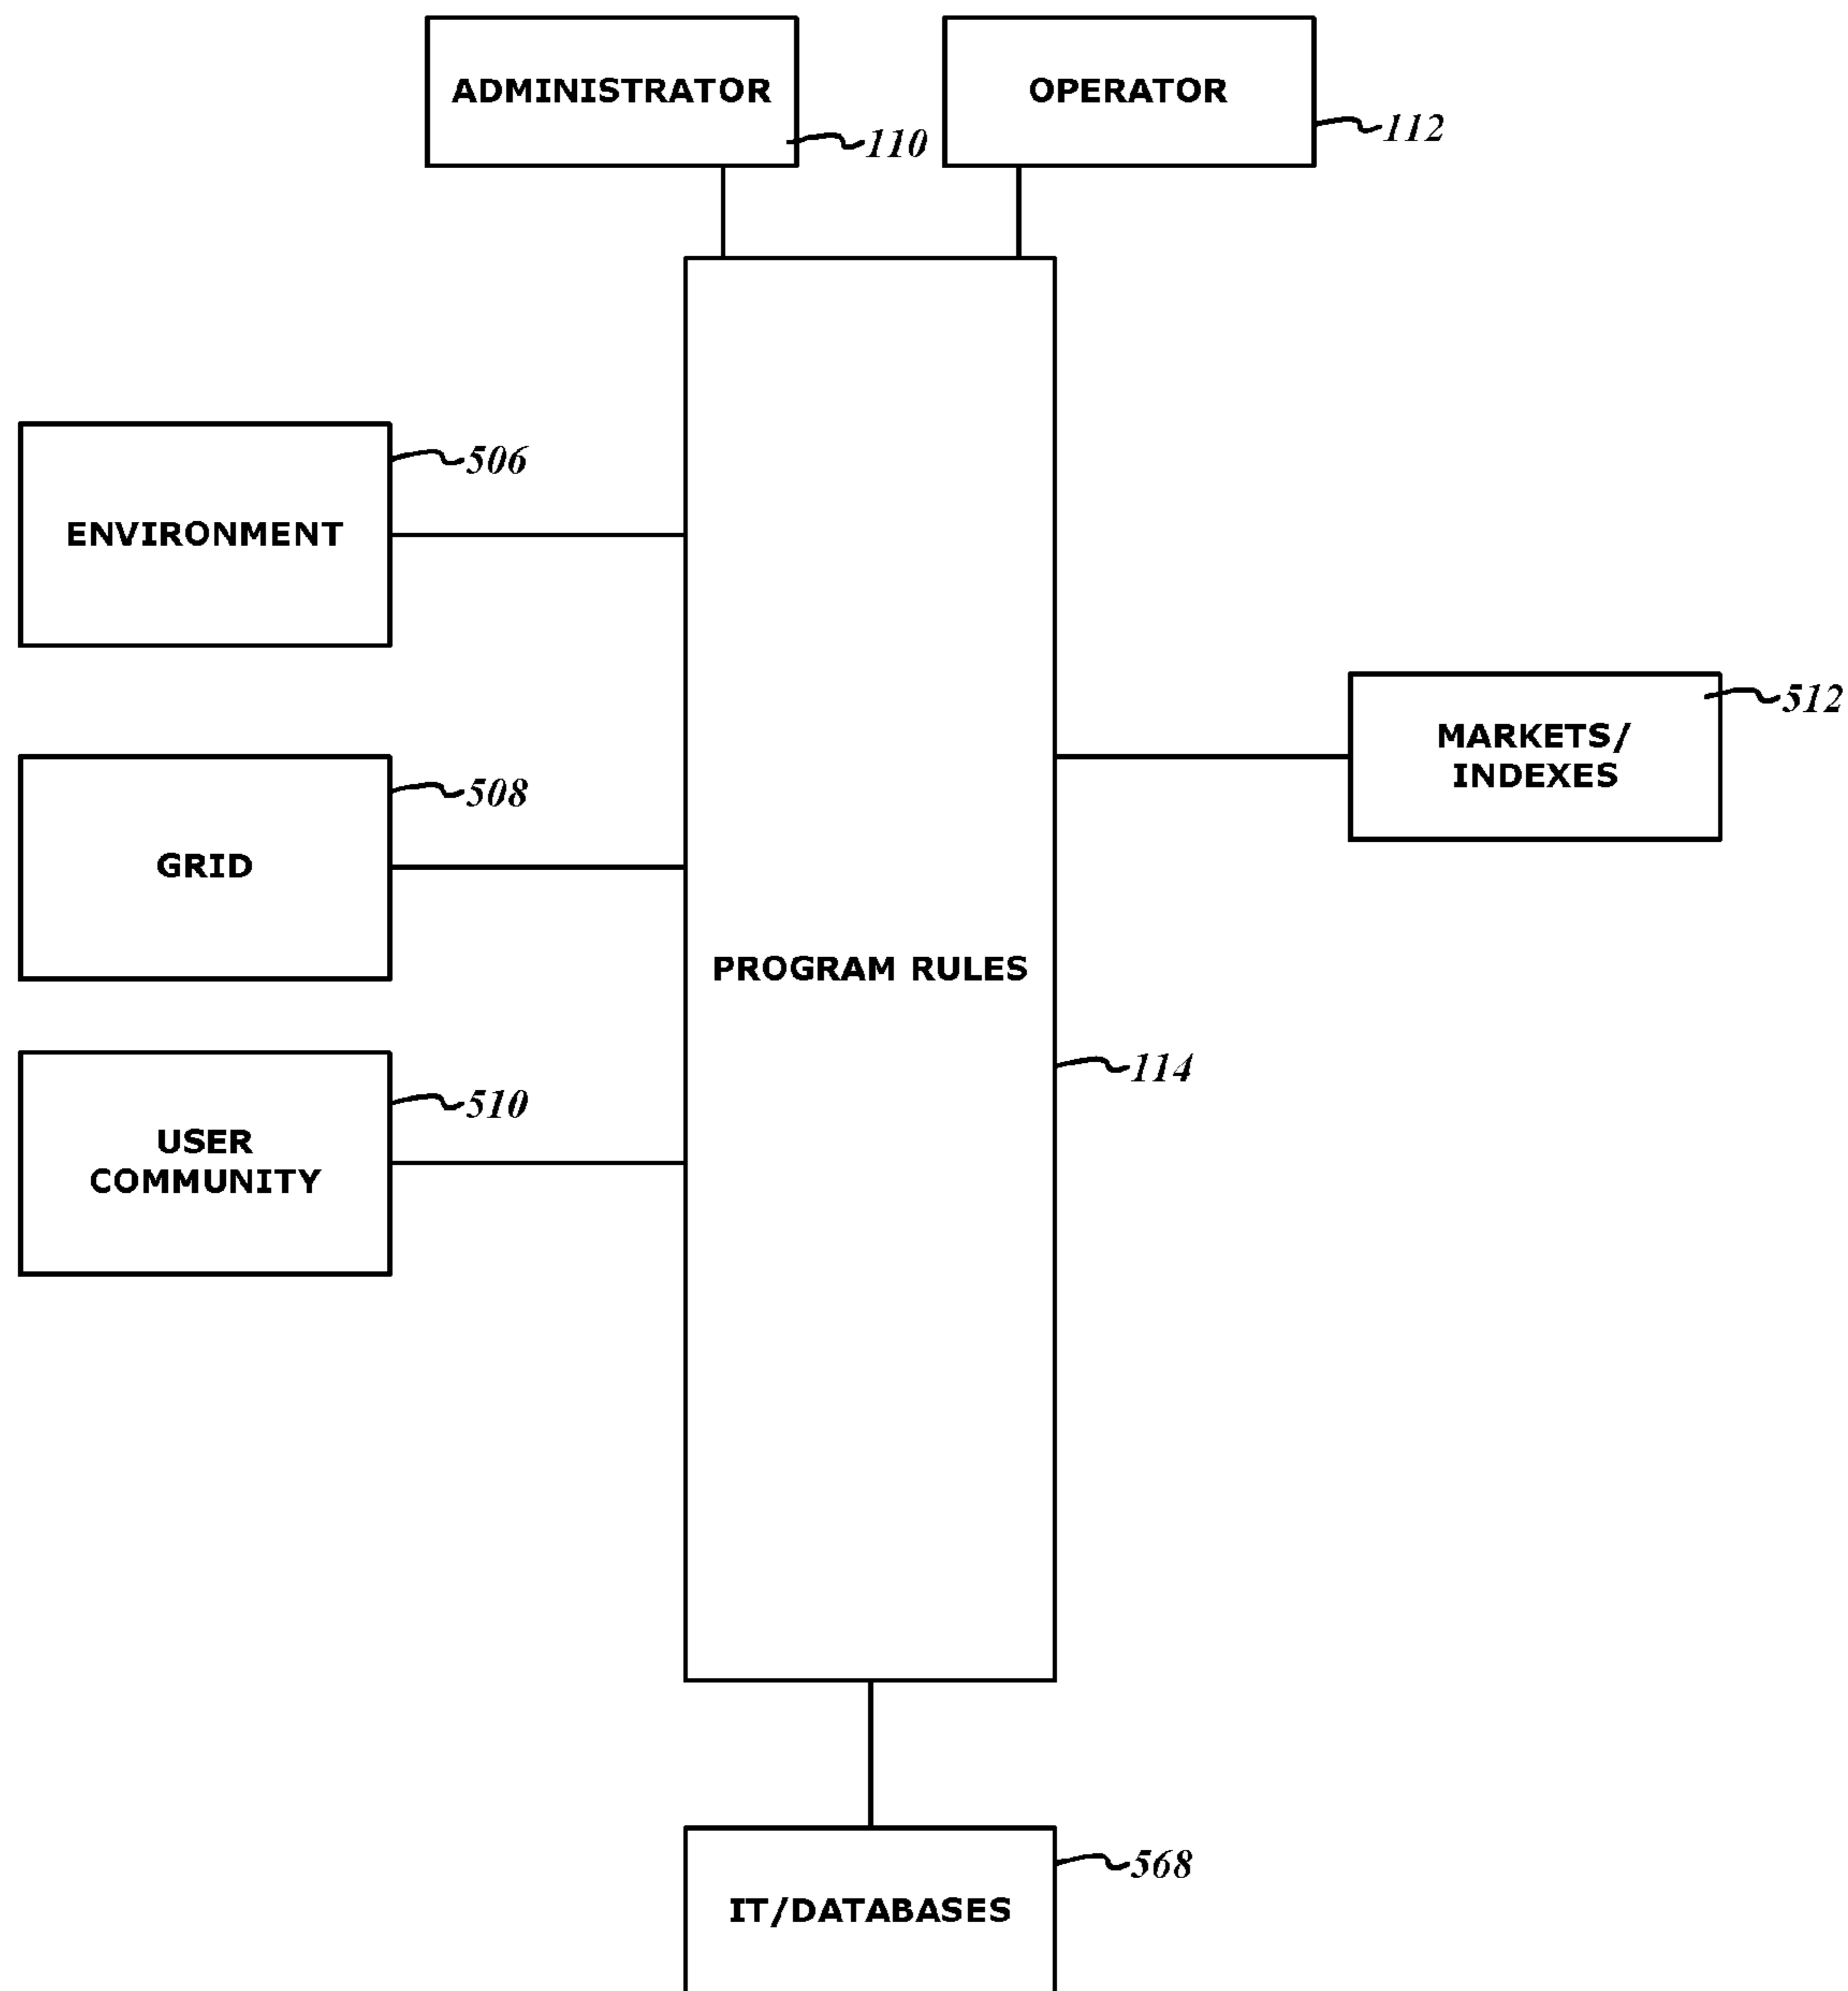 ADMINISTRATOR
110
OPERATOR
112
506
ENVIRONMENT
512
MARKETS/
INDEXES
508
GRID
PROGRAM RULES
114
510
USER
COMMUNITY
568
IT/DATABASES